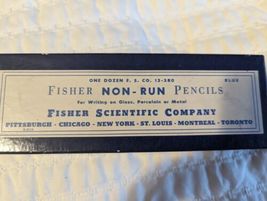 ONE DOZEN F. S. CO. 13-380 BLUE
FISHER NON-RUN PENCILS
For Writing on Glass, Porcelain or Metal
FISHER SCIENTIFIC COMPANY
PITTSBURGH - CHICAGO - NEW YORK - ST. LOUIS - MONTREAL - TORONTO